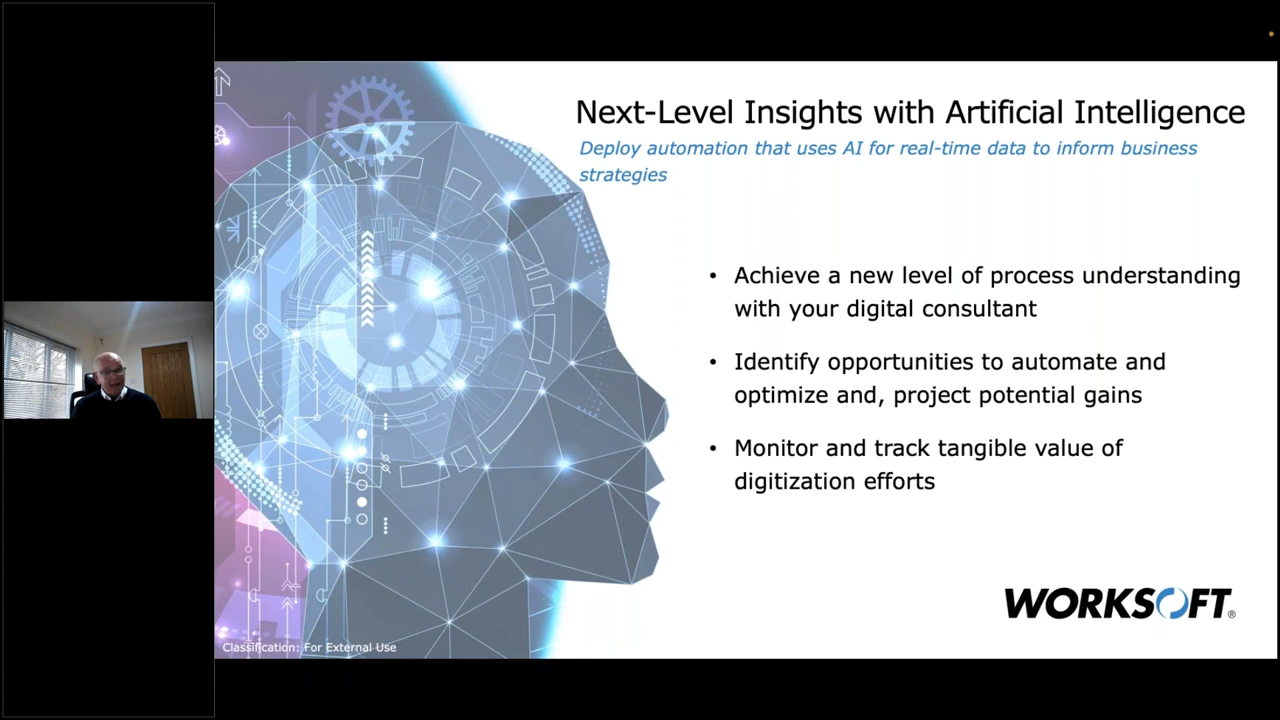 Next-Level Insights with Artificial Intelligence
Deploy automation that uses AI for real-time data to inform business
strategies
• Achieve a new level of process understanding
with your digital consultant
• Identify opportunities to automate and
optimize and, project potential gains
• Monitor and track tangible value of
digitization efforts
WORKSOFT®
Classification: For External Use